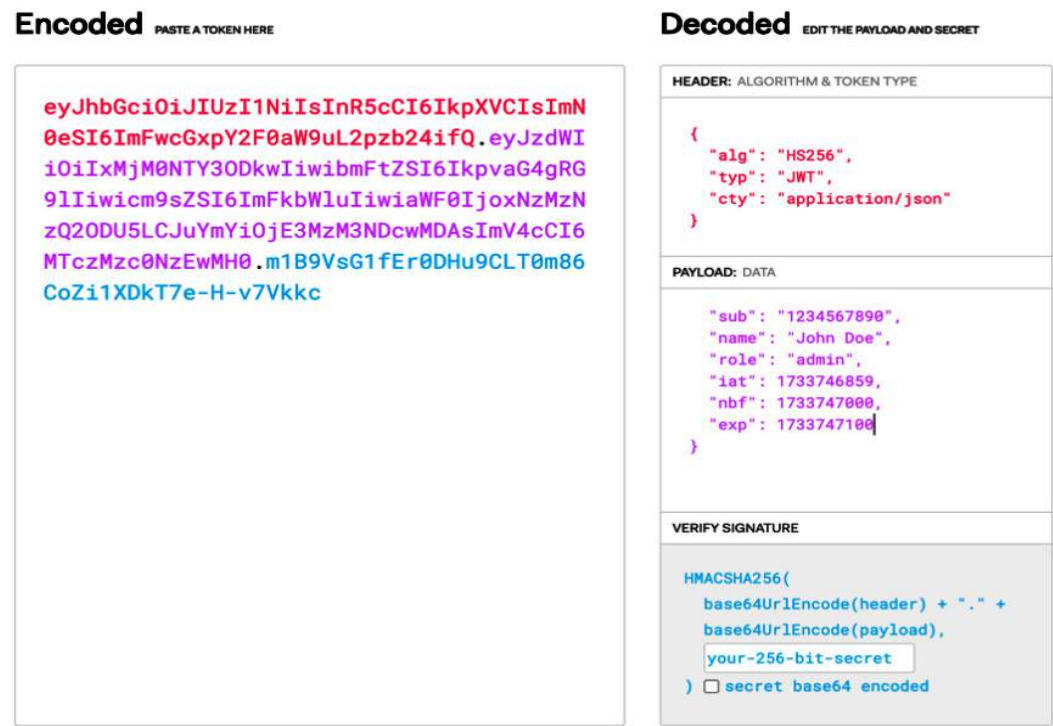 Encoded PASTE A TOKEN HERE
eyJhbGciOiJIUzI1NiIsInR5cCI6IkpXVCIsImN
0eSI6ImFwcGxpY2F0aW9uL2pzb24ifQ.eyJzdWI
iOiIxMjM0NTY3ODkwIiwibmFtZSI6IkpvaG4gRG
9lIiwicm9sZSI6ImFkbWluIiwiaWF0IjoxNzMzN
zQ2ODU5LCJuYmYiOjE3MzM3NDcwMDAsImV4cCI6
MTczMzc0NzEwMH0.m1B9VsG1fEr0DHu9CLT0m86
CoZi1XDkT7e-H-v7Vkkc
Decoded EDIT THE PAYLOAD AND SECRET
HEADER: ALGORITHM & TOKEN TYPE
{
"alg": "HS256",
"typ": "JWT",
"cty": "application/json"
}
PAYLOAD: DATA
"sub": "1234567890",
"name": "John Doe",
"role": "admin",
"iat": 1733746859,
"nbf": 1733747000,
"exp": 1733747100
}
VERIFY SIGNATURE
HMACSHA256(
base64UrlEncode(header) + "." +
base64UrlEncode(payload),
your-256-bit-secret
) secret base64 encoded